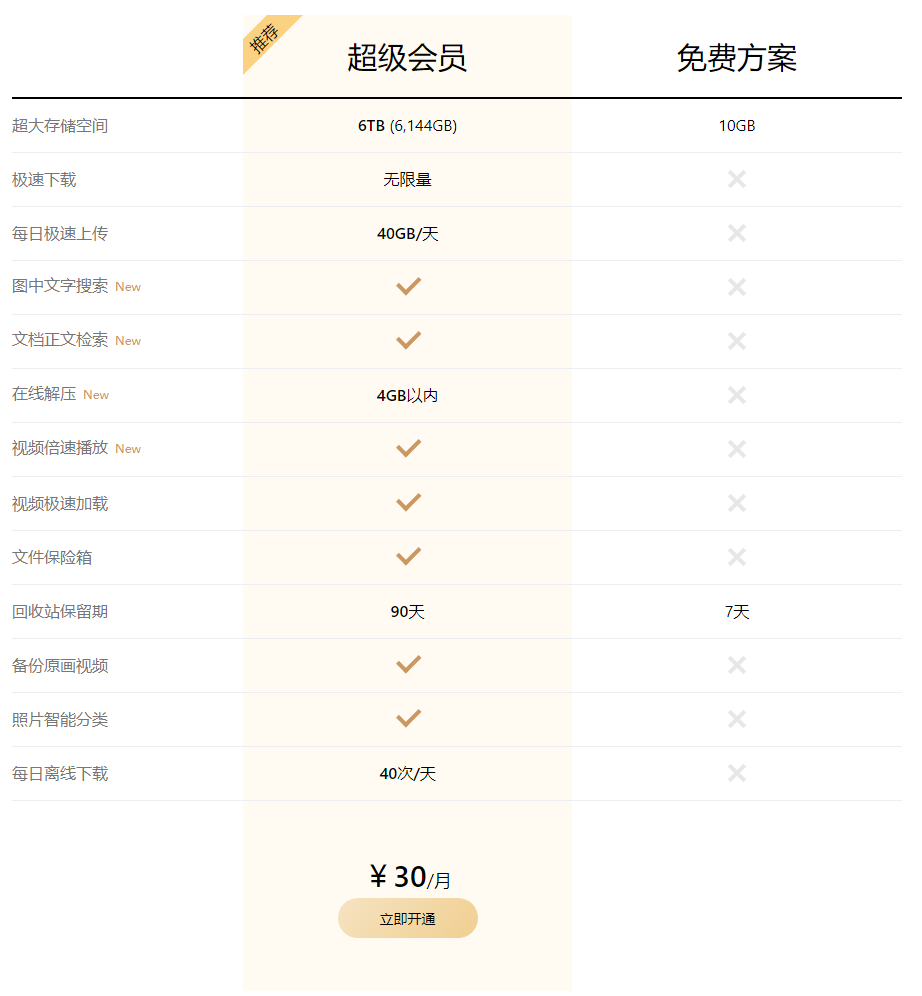 推荐
超级会员 免费方案
超大存储空间 6TB (6,144GB) 10GB
极速下载 无限量
每日极速上传 40GB/天
图中文字搜索 New
文档正文检索 New
在线解压 New 4GB以内
视频倍速播放 New
视频极速加载
文件保险箱
回收站保留期 90天 7天
备份原画视频
照片智能分类
每日离线下载 40次/天
¥ 30/月
立即开通